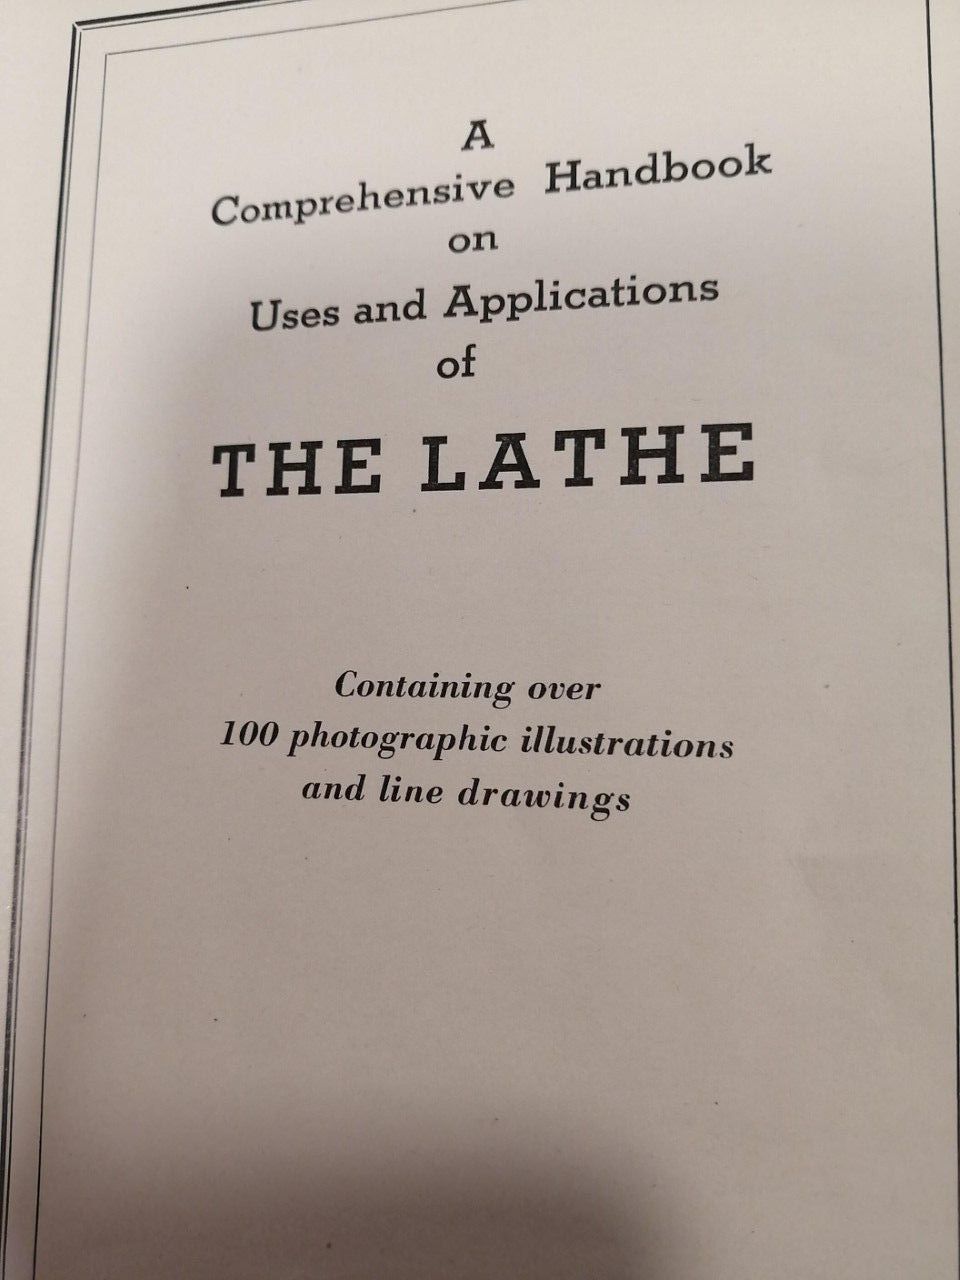 A
Comprehensive Handbook
on
Uses and Applications
of
THE LATHE
Containing over
100 photographic illustrations
and line drawings